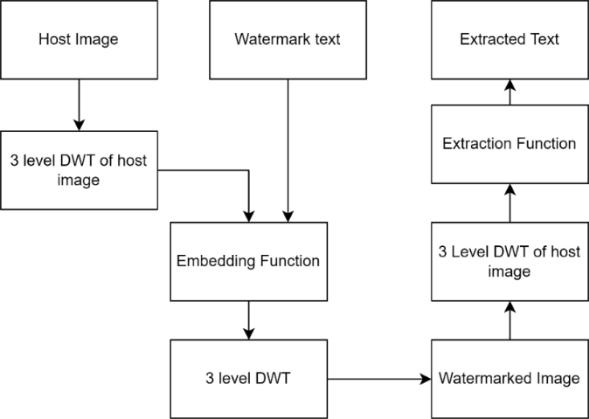 Host Image
Watermark text
Extracted Text
3 level DWT of host
image
Extraction Function
Embedding Function
3 Level DWT of host
image
3 level DWT
Watermarked Image